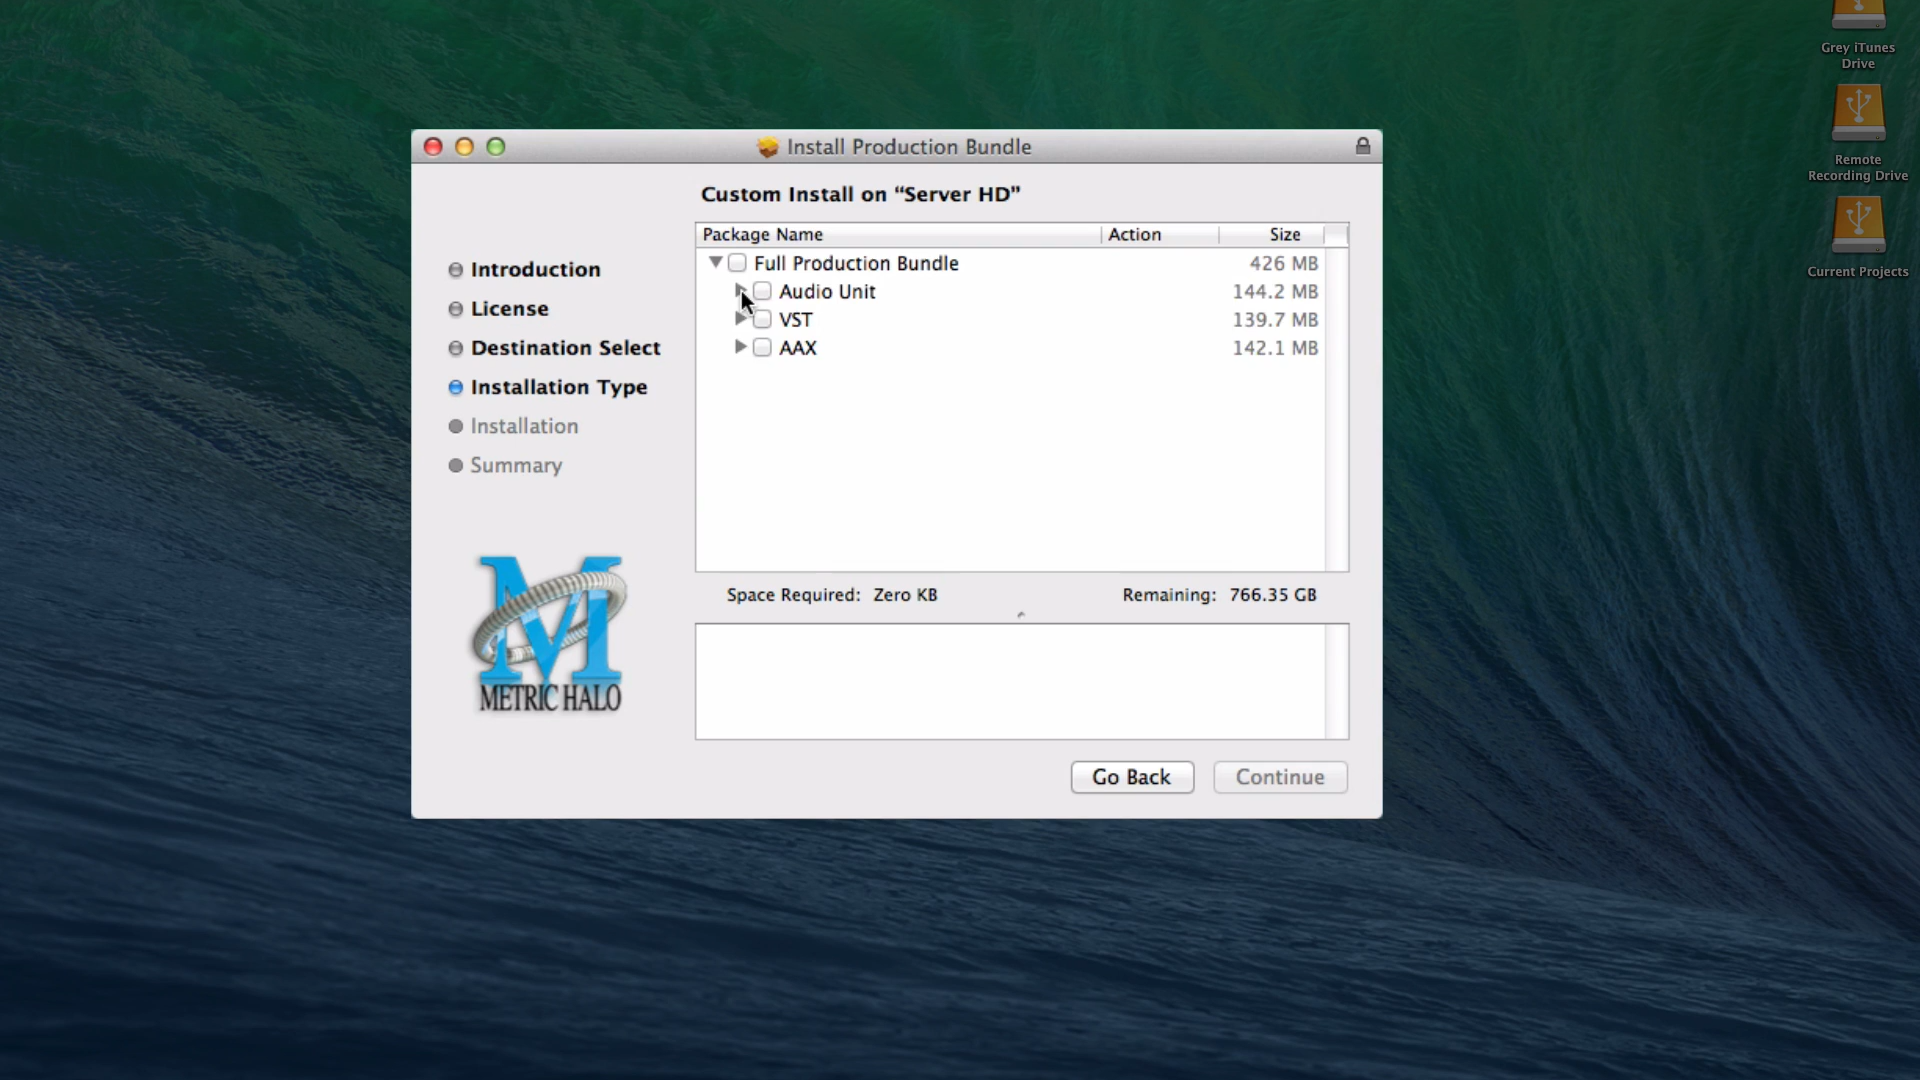 Grey iTunes
Drive
Remote
Recording Drive
Current Projects
Install Production Bundle
Custom Install on “Server HD”
Introduction
License
Destination Select
Installation Type
Installation
Summary
METRIC HALO
Package Name Action Size
Full Production Bundle 426 MB
Audio Unit 144.2 MB
VST 139.7 MB
AAX 142.1 MB
Space Required: Zero KB Remaining: 766.35 GB
Go Back Continue